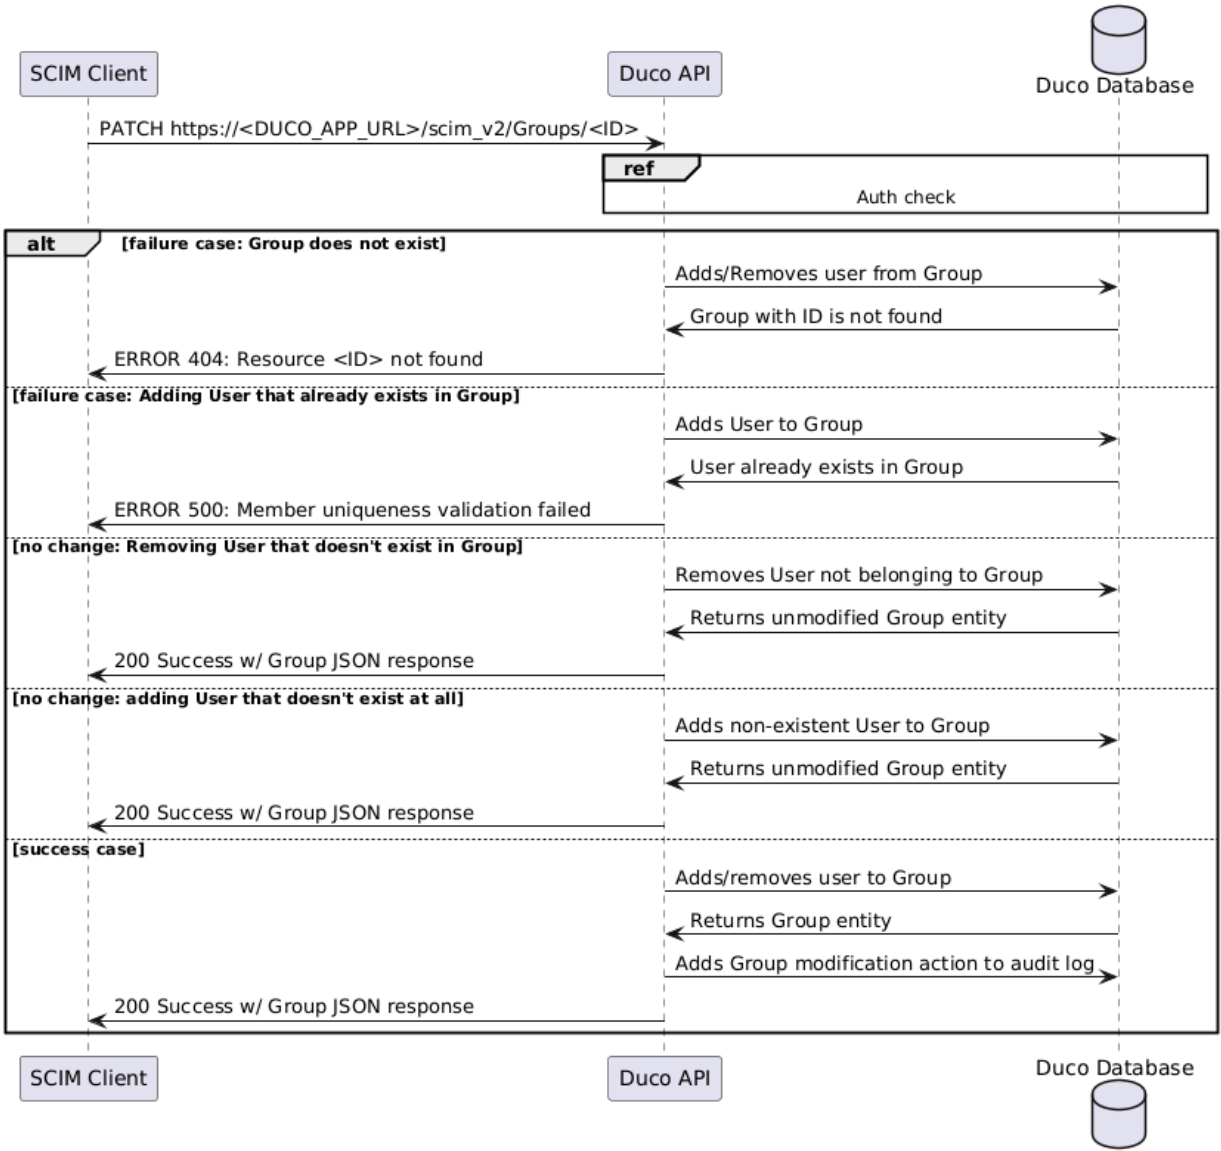 Duco Database
SCIM Client
Duco API
PATCH https://<DUCO_APP_URL>/scim_v2/Groups/<ID>
ref
Auth check
alt
[failure case: Group does not exist]
Adds/Removes user from Group
Group with ID is not found
ERROR 404: Resource <ID> not found
[failure case: Adding User that already exists in Group]
Adds User to Group
User already exists in Group
ERROR 500: Member uniqueness validation failed
[no change: Removing User that doesn't exist in Group]
Removes User not belonging to Group
Returns unmodified Group entity
200 Success w/ Group JSON response
[no change: adding User that doesn't exist at all]
Adds non-existent User to Group
Returns unmodified Group entity
200 Success w/ Group JSON response
[success case]
Adds/removes user to Group
Returns Group entity
Adds Group modification action to audit log
200 Success w/ Group JSON response
SCIM Client
Duco API
Duco Database